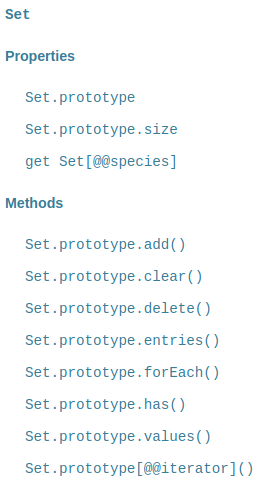 Set
Properties
Set.prototype
Set.prototype.size
get Set[@@species]
Methods
Set.prototype.add()
Set.prototype.clear()
Set.prototype.delete()
Set.prototype.entries()
Set.prototype.forEach()
Set.prototype.has()
Set.prototype.values()
Set.prototype[@@iterator]()